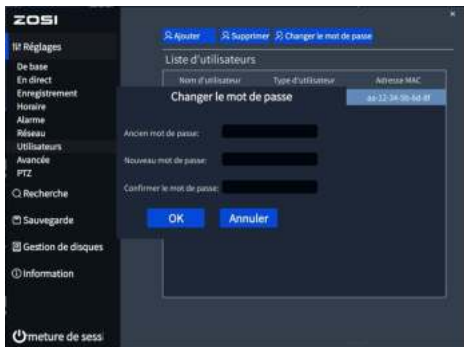 ZOSI
Réglages
De base
En direct
Enregistrement
Horaire
Alarme
Réseau
Utilisateurs
Avancée
PTZ
Recherche
Sauvegarde
Gestion de disques
Information
meture de sess
Ajouter
Supprimer
Changer le mot de passe
Liste d'utilisateurs
Nom d'utilisateur Type d'utilisateur Adresse MAC
Changer le mot de passe
Ancien mot de passe:
Nouveau mot de passe:
Confirmer le mot de passe:
OK Annuler